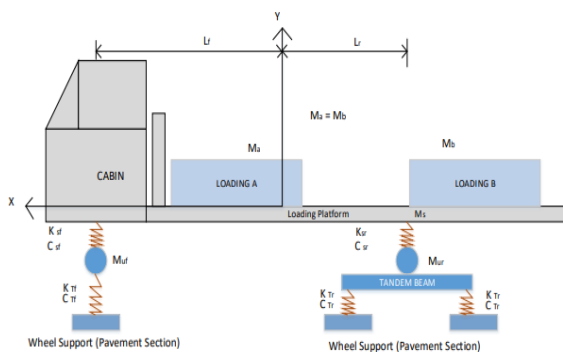 Y
Lf
Lr
Ma = Mb
Ma
Mb
CABIN
LOADING A
LOADING B
X
Loading Platform
Ms
K sf
C sf
Ksr
C sr
Muf
Mur
TANDEM BEAM
K Tf
C Tf
K Tr
C Tr
K Tr
C Tr
Wheel Support (Pavement Section)
Wheel Support (Pavement Section)